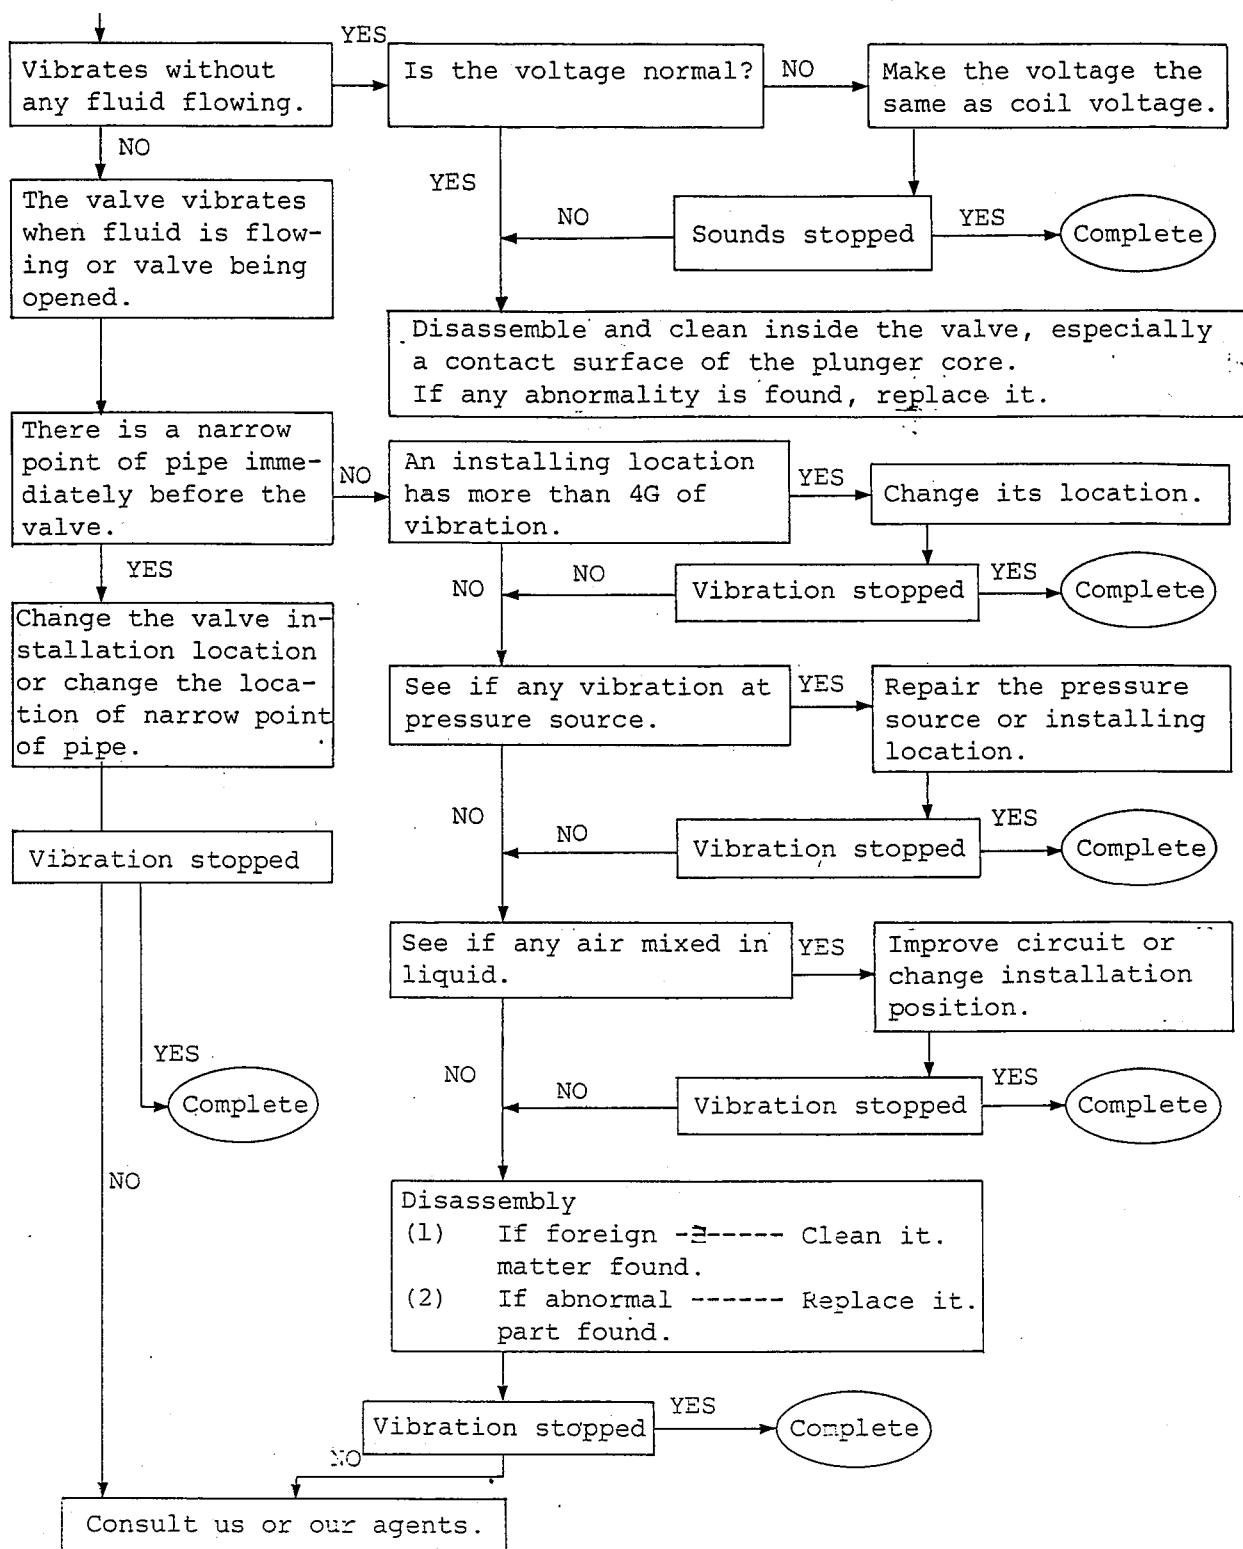 YES
Vibrates without
any fluid flowing.
Is the voltage normal?
NO
Make the voltage the
same as coil voltage.
NO
The valve vibrates
when fluid is flow-
ing or valve being
opened.
YES
NO
Sounds stopped
YES
Complete
Disassemble and clean inside the valve, especially
a contact surface of the plunger core.
If any abnormality is found, replace it.
There is a narrow
point of pipe imme-
diately before the
valve.
NO
An installing location
has more than 4G of
vibration.
YES
Change its location.
YES
NO
NO
Vibration stopped
YES
Complete
Change the valve in-
stallation location
or change the loca-
tion of narrow point
of pipe.
See if any vibration at
pressure source.
YES
Repair the pressure
source or installing
location.
NO
NO
Vibration stopped
YES
Complete
Vibration stopped
See if any air mixed in
liquid.
YES
Improve circuit or
change installation
position.
YES
Complete
NO
NO
NO
Vibration stopped
YES
Complete
Disassembly
(1) If foreign ------- Clean it.
matter found.
(2) If abnormal ------ Replace it.
part found.
Vibration stopped
YES
Complete
NO
Consult us or our agents.